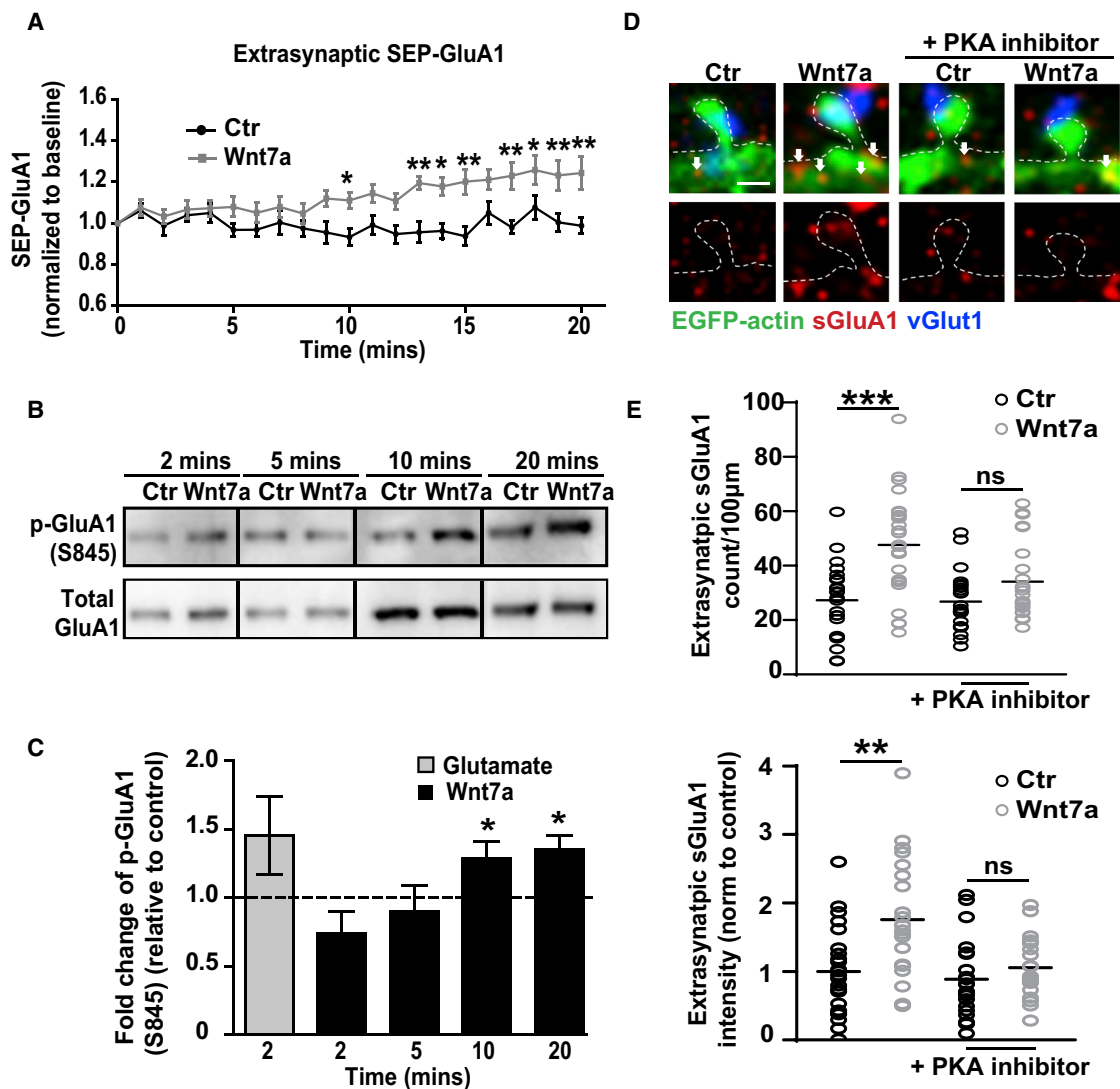 A
Extrasynaptic SEP-GluA1
SEP-GluA1
(normalized to baseline)
1.6
1.4
1.2
1.0
0.8
0.6
Ctr
Wnt7a
* ** * ** ** * ** **
0 5 10 15 20
Time (mins)
B
2 mins 5 mins 10 mins 20 mins
Ctr Wnt7a Ctr Wnt7a Ctr Wnt7a Ctr Wnt7a
p-GluA1
(S845)
Total
GluA1
C
Fold change of p-GluA1
(S845) (relative to control)
2.0
1.5
1.0
0.5
0
Glutamate
Wnt7a
* *
2 2 5 10 20
Time (mins)
D
+ PKA inhibitor
Ctr Wnt7a Ctr Wnt7a
EGFP-actin sGluA1 vGlut1
E
Extrasynatpic sGluA1
count/100µm
100
80
60
40
20
0
*** ns
Ctr
Wnt7a
+ PKA inhibitor
Extrasynatpic sGluA1
intensity (norm to control)
4
3
2
1
0
** ns
Ctr
Wnt7a
+ PKA inhibitor